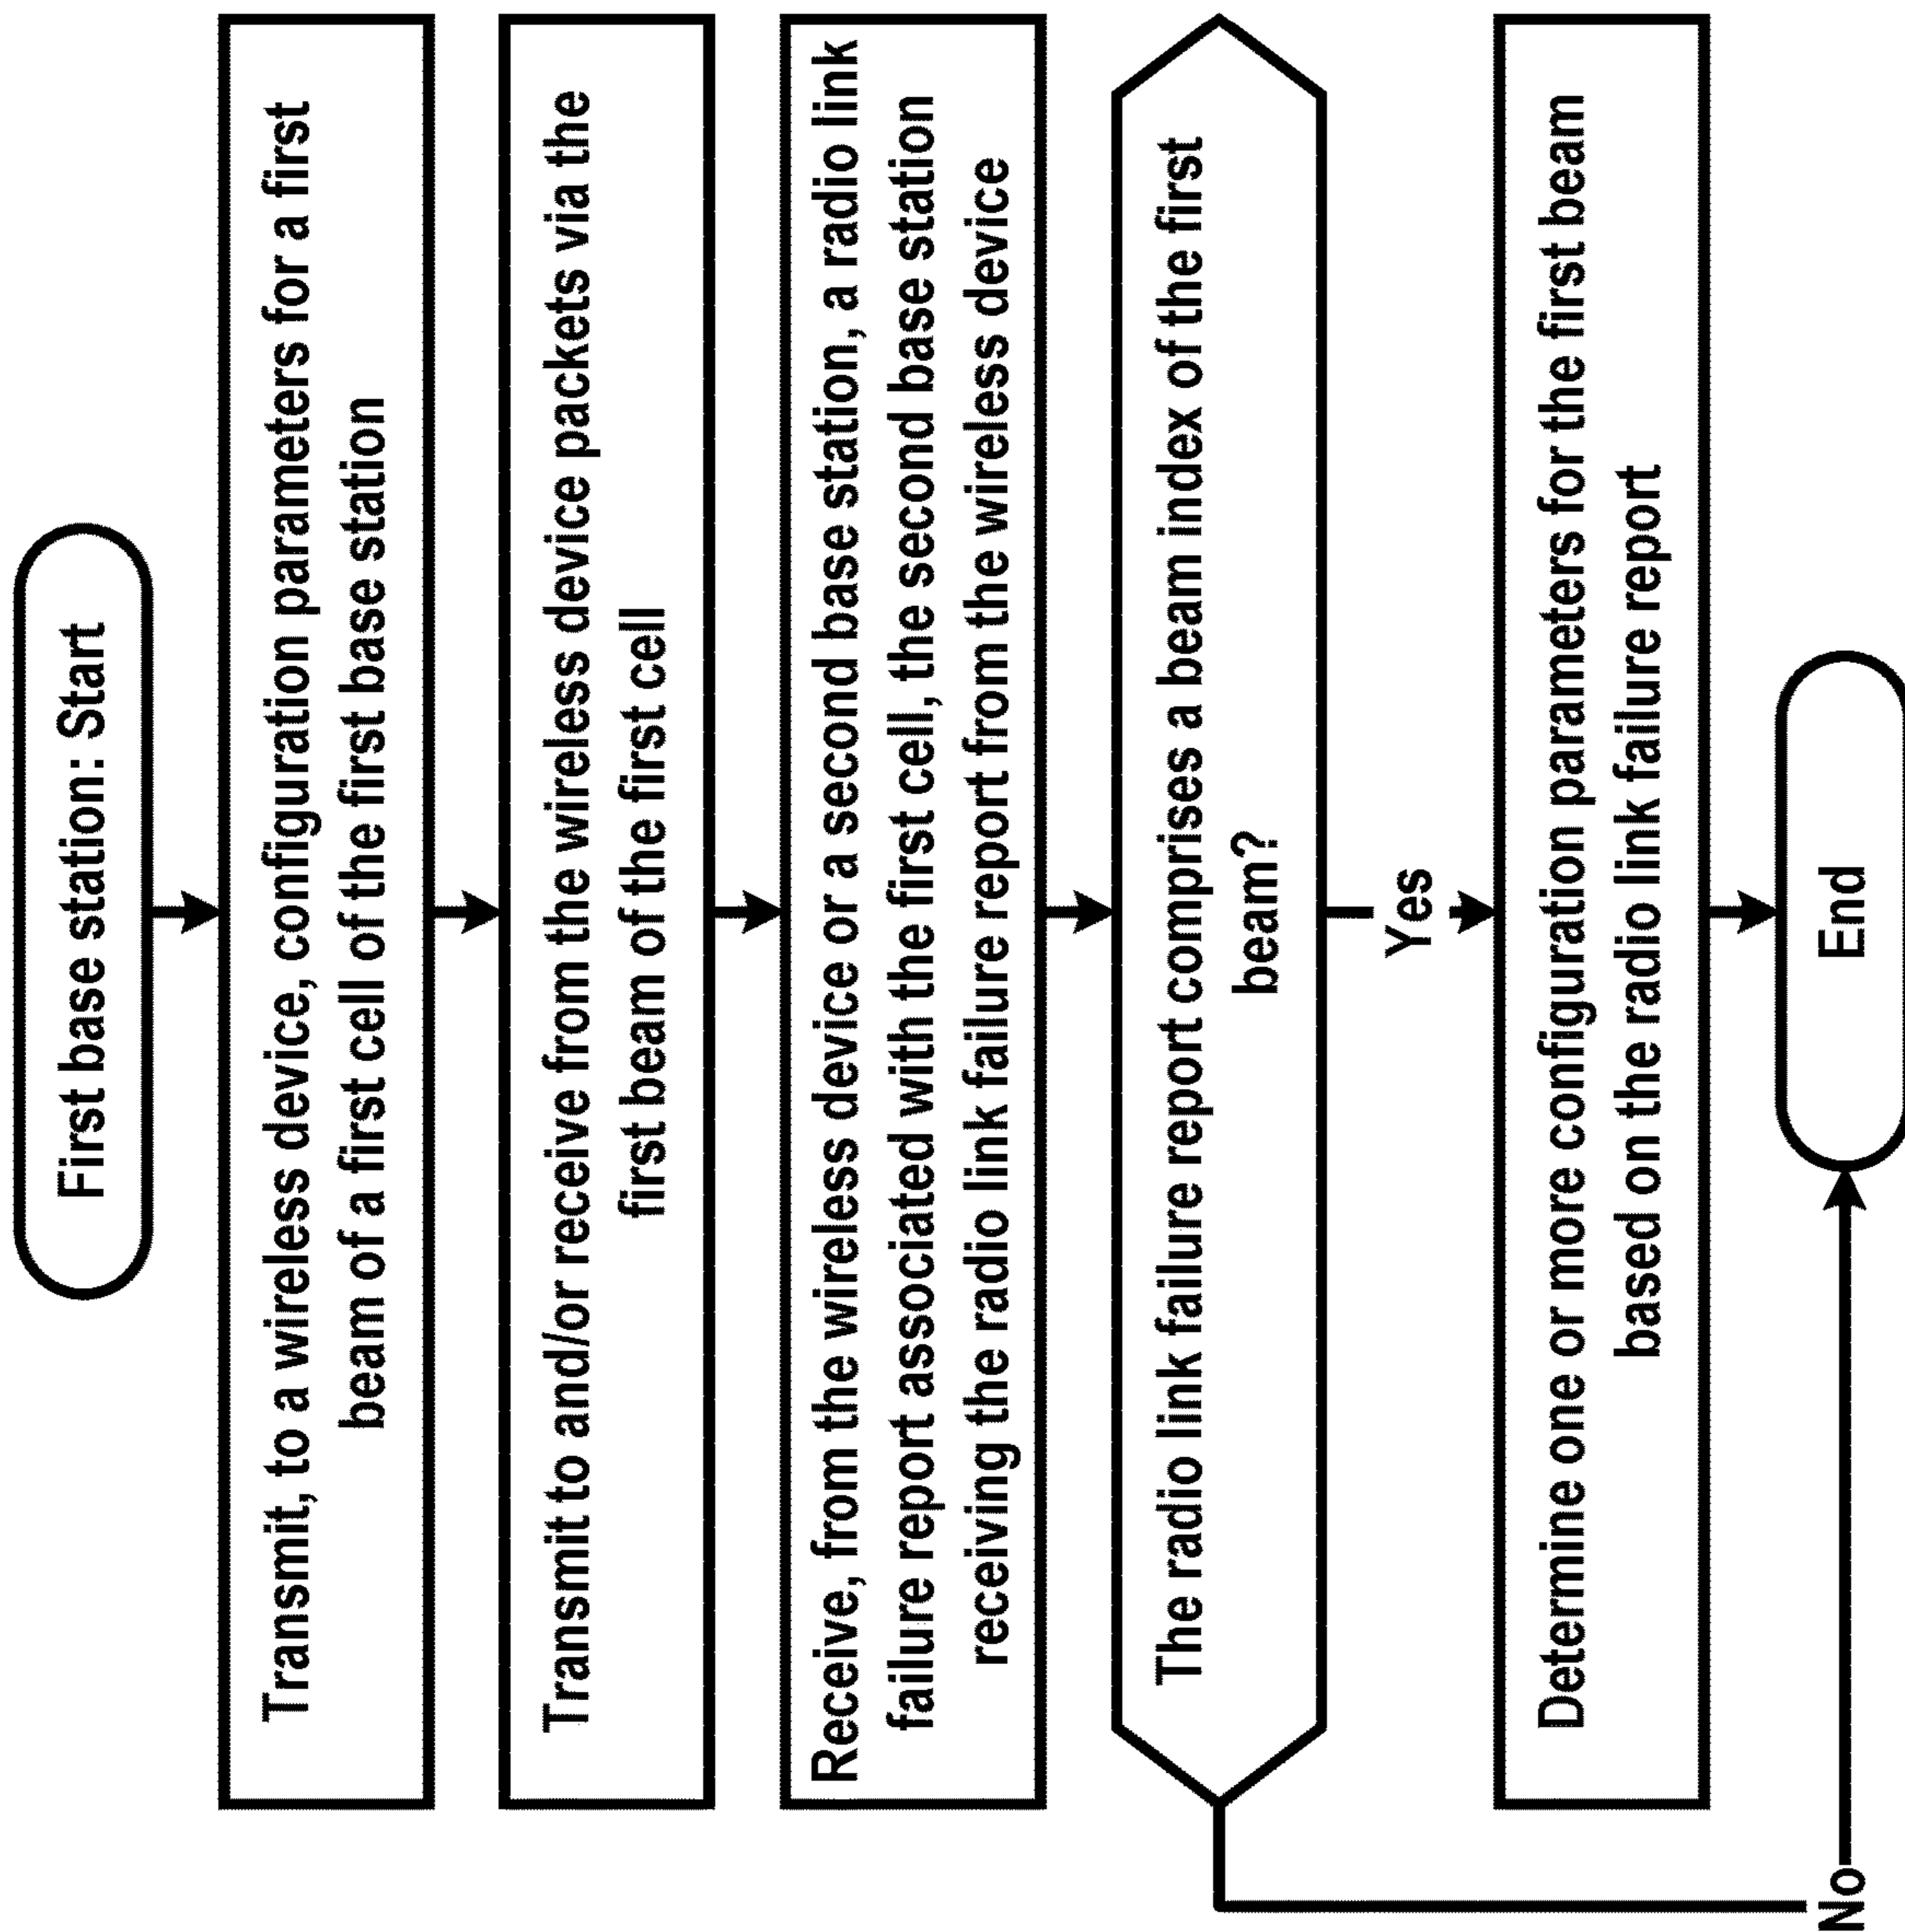 First base station: Start
Transmit, to a wireless device, configuration parameters for a first
beam of a first cell of the first base station
Transmit to and/or receive from the wireless device packets via the
first beam of the first cell
Receive, from the wireless device or a second base station, a radio link
failure report associated with the first cell, the second base station
receiving the radio link failure report from the wireless device
The radio link failure report comprises a beam index of the first
beam?
Yes
Determine one or more configuration parameters for the first beam
based on the radio link failure report
No
End